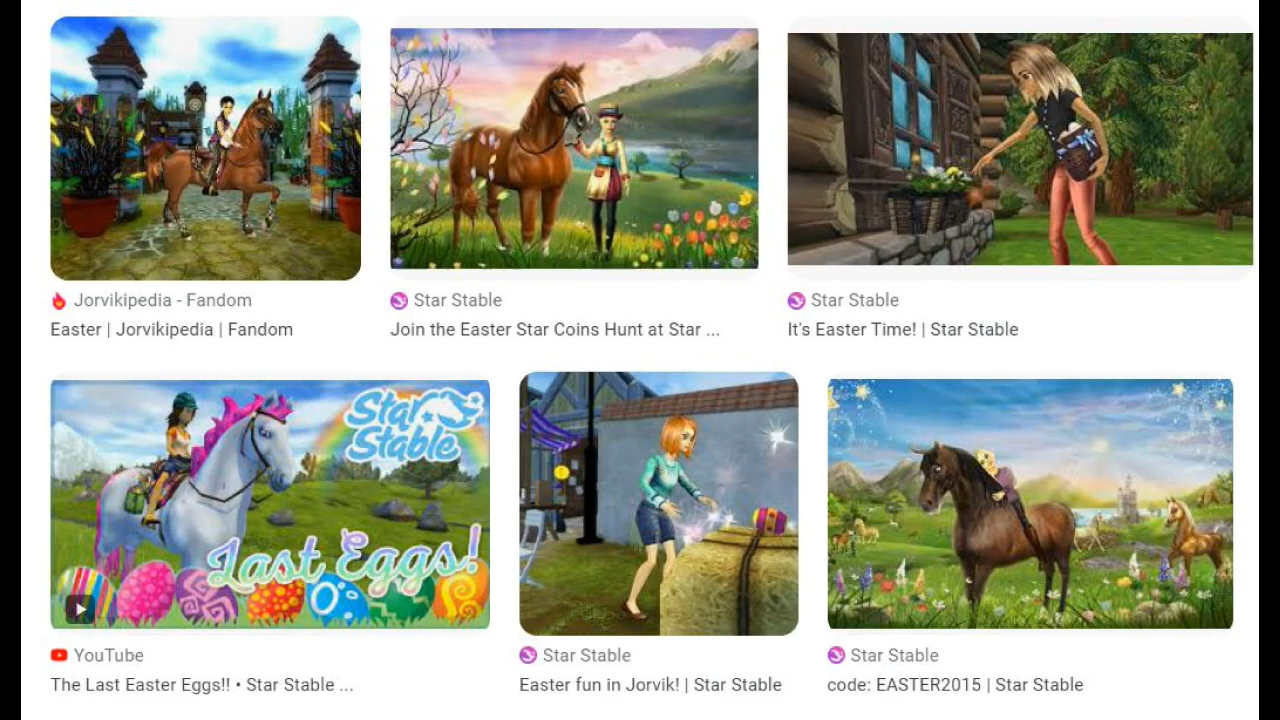 Jorvikipedia - Fandom
Easter | Jorvikipedia | Fandom
Star Stable
Join the Easter Star Coins Hunt at Star ...
Star Stable
It's Easter Time! | Star Stable
Star
Stable
Last Eggs!
YouTube
The Last Easter Eggs!! • Star Stable ...
Star Stable
Easter fun in Jorvik! | Star Stable
Star Stable
code: EASTER2015 | Star Stable